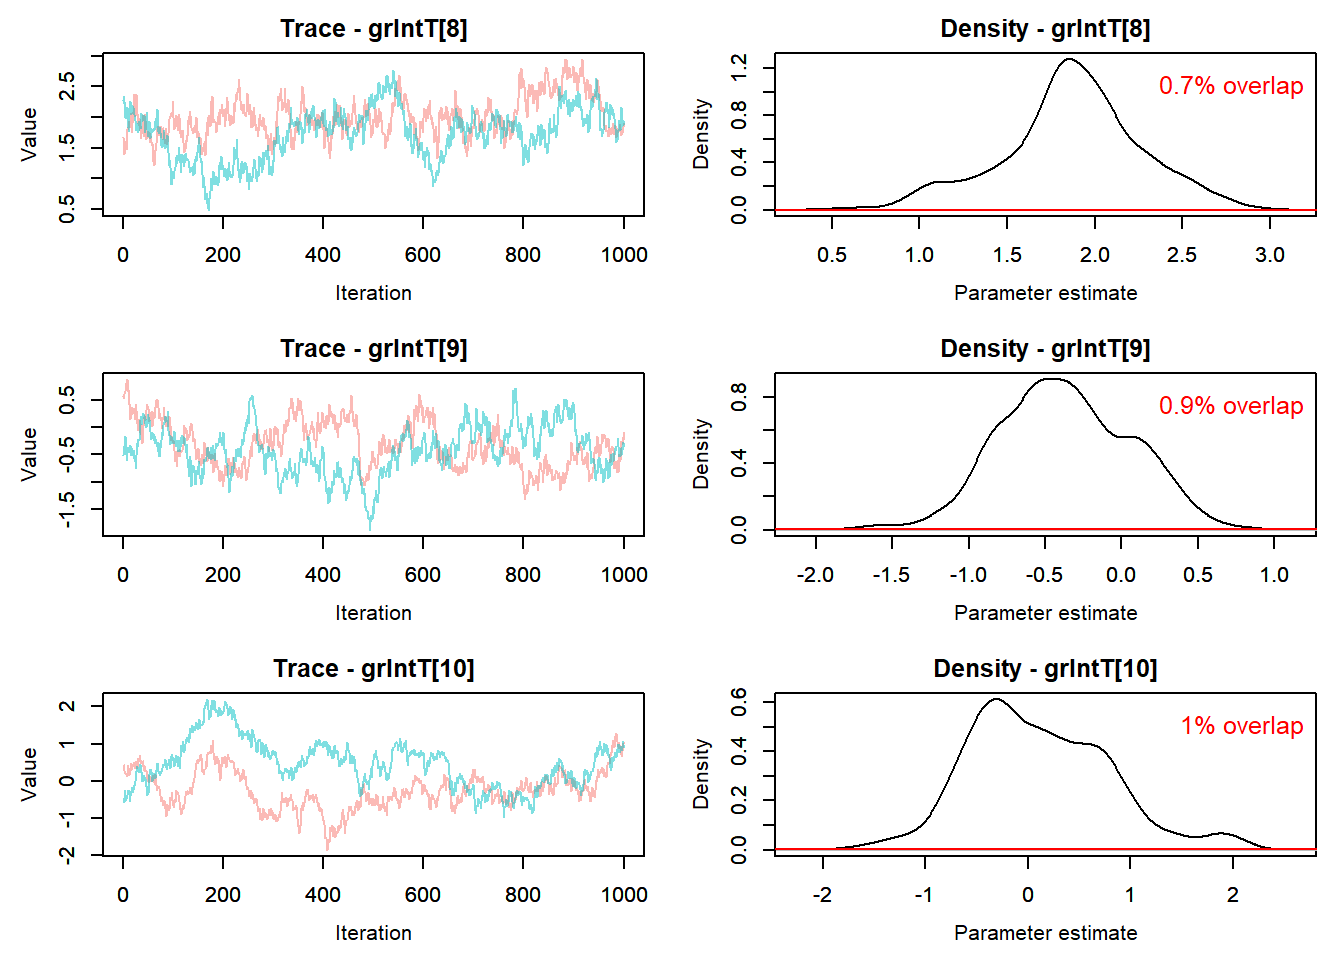 Trace - grIntT[8]
Value
0.5 1.5 2.5
0 200 400 600 800 1000
Iteration
Density - grIntT[8]
0.7% overlap
Density
0.0 0.4 0.8 1.2
0.5 1.0 1.5 2.0 2.5 3.0
Parameter estimate
Trace - grIntT[9]
Value
-1.5 -0.5 0.5
0 200 400 600 800 1000
Iteration
Density - grIntT[9]
0.9% overlap
Density
0.0 0.4 0.8
-2.0 -1.5 -1.0 -0.5 0.0 0.5 1.0
Parameter estimate
Trace - grIntT[10]
Value
-2 -1 0 1 2
0 200 400 600 800 1000
Iteration
Density - grIntT[10]
1% overlap
Density
0.0 0.2 0.4 0.6
-2 -1 0 1 2
Parameter estimate